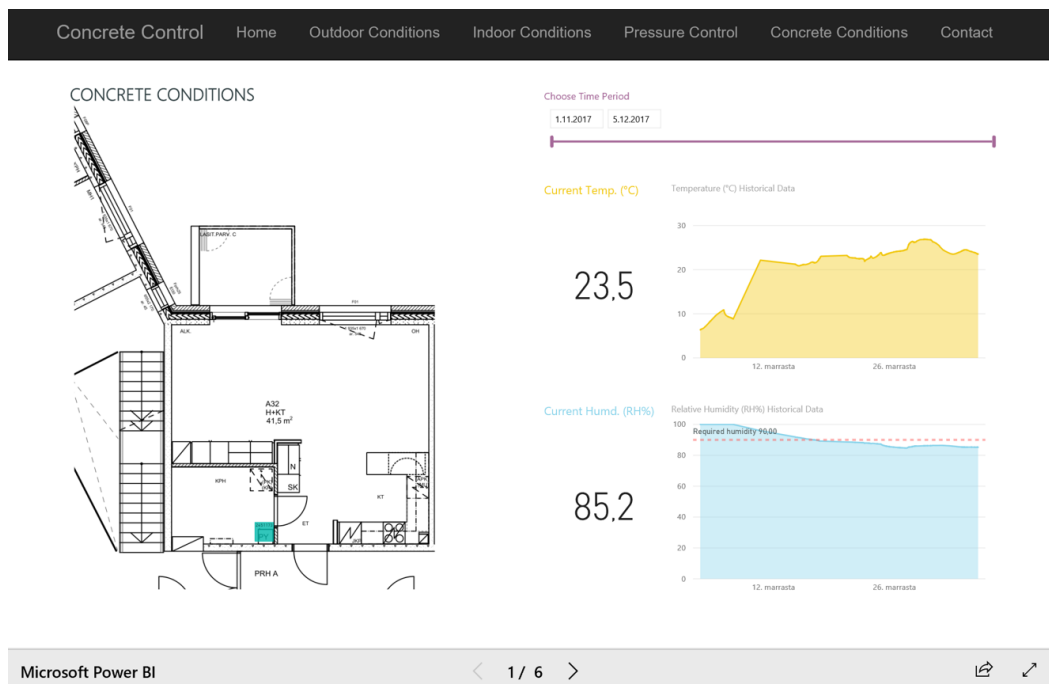 Concrete Control Home Outdoor Conditions Indoor Conditions Pressure Control Concrete Conditions Contact
CONCRETE CONDITIONS
Choose Time Period
1.11.2017 5.12.2017
Current Temp. (°C)
Temperature (°C) Historical Data
30
20
10
0
12. marrasta 26. marrasta
23,5
Current Humd. (RH%)
Relative Humidity (RH%) Historical Data
100
Required humidity 90,00
80
60
40
20
0
12. marrasta 26. marrasta
85,2
LASIT.PARV. C
ALK.
OH
A32
H+KT
41,5 m²
N
SK
KPH
KT
ET
PRH A
Microsoft Power BI
1 / 6